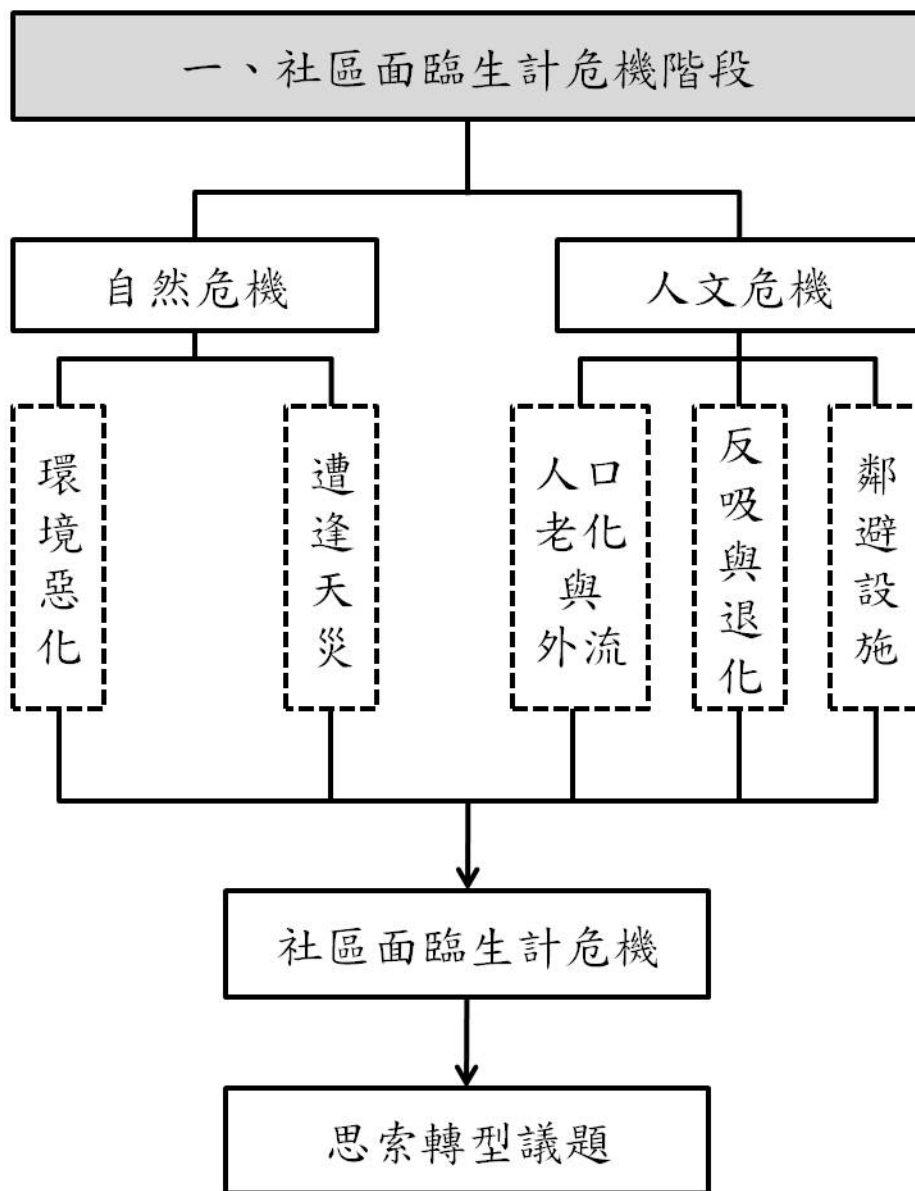 一、社區面臨生計危機階段
自然危機
人文危機
環境惡化
遭逢天災
人口
老化
與
外流
反吸與退化
鄰避設施
社區面臨生計危機
思索轉型議題